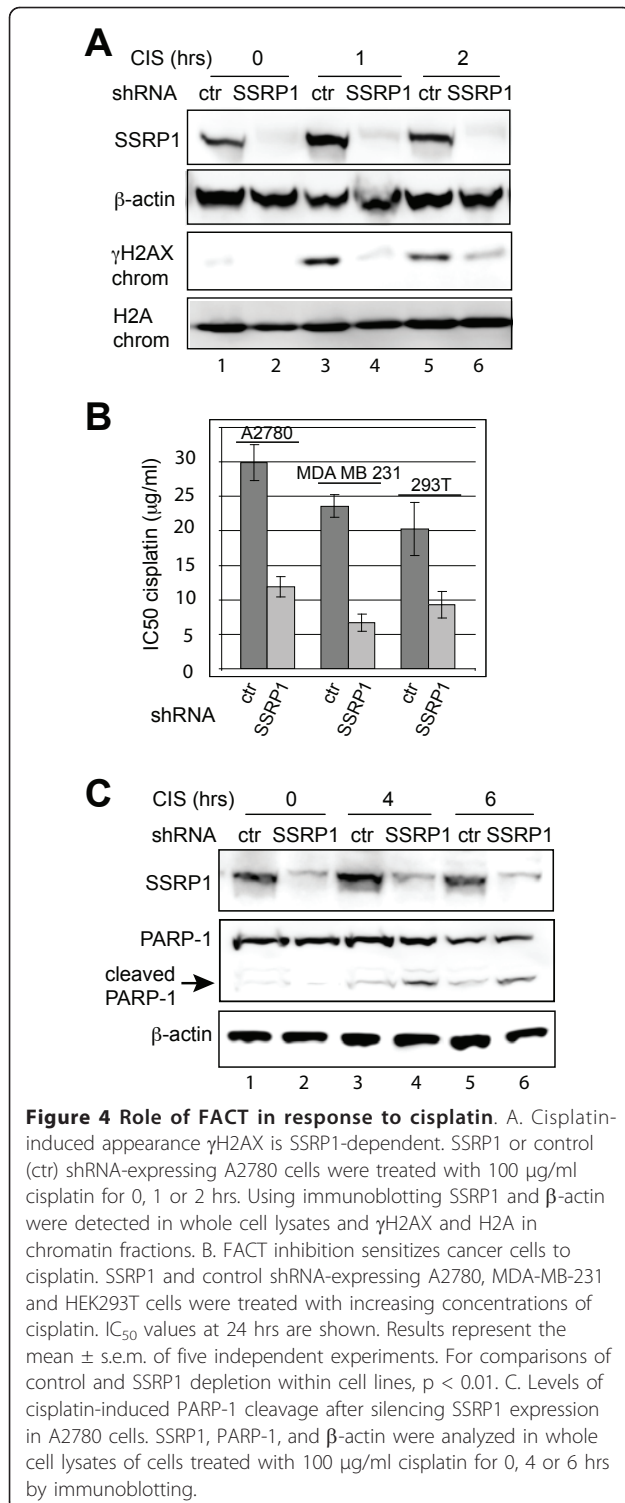 A
CIS (hrs) 0 1 2
shRNA ctr SSRP1 ctr SSRP1 ctr SSRP1
SSRP1
β-actin
γH2AX
chrom
H2A
chrom
1 2 3 4 5 6
B
IC50 cisplatin (μg/ml)
30
25
20
15
10
5
0
A2780
MDA MB 231
293T
ctr SSRP1 ctr SSRP1 ctr SSRP1
shRNA
C
CIS (hrs) 0 4 6
shRNA ctr SSRP1 ctr SSRP1 ctr SSRP1
SSRP1
PARP-1
cleaved
PARP-1
β-actin
1 2 3 4 5 6
Figure 4 Role of FACT in response to cisplatin. A. Cisplatin-
induced appearance γH2AX is SSRP1-dependent. SSRP1 or control
(ctr) shRNA-expressing A2780 cells were treated with 100 μg/ml
cisplatin for 0, 1 or 2 hrs. Using immunoblotting SSRP1 and β-actin
were detected in whole cell lysates and γH2AX and H2A in
chromatin fractions. B. FACT inhibition sensitizes cancer cells to
cisplatin. SSRP1 and control shRNA-expressing A2780, MDA-MB-231
and HEK293T cells were treated with increasing concentrations of
cisplatin. IC50 values at 24 hrs are shown. Results represent the
mean ± s.e.m. of five independent experiments. For comparisons of
control and SSRP1 depletion within cell lines, p < 0.01. C. Levels of
cisplatin-induced PARP-1 cleavage after silencing SSRP1 expression
in A2780 cells. SSRP1, PARP-1, and β-actin were analyzed in whole
cell lysates of cells treated with 100 μg/ml cisplatin for 0, 4 or 6 hrs
by immunoblotting.